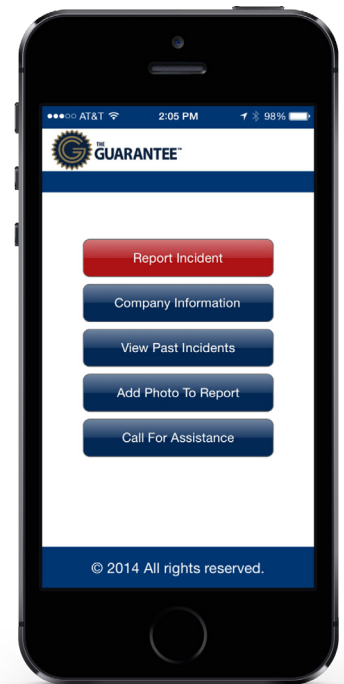 AT&T 2:05 PM 98%
G THE GUARANTEE™
Report Incident
Company Information
View Past Incidents
Add Photo To Report
Call For Assistance
© 2014 All rights reserved.